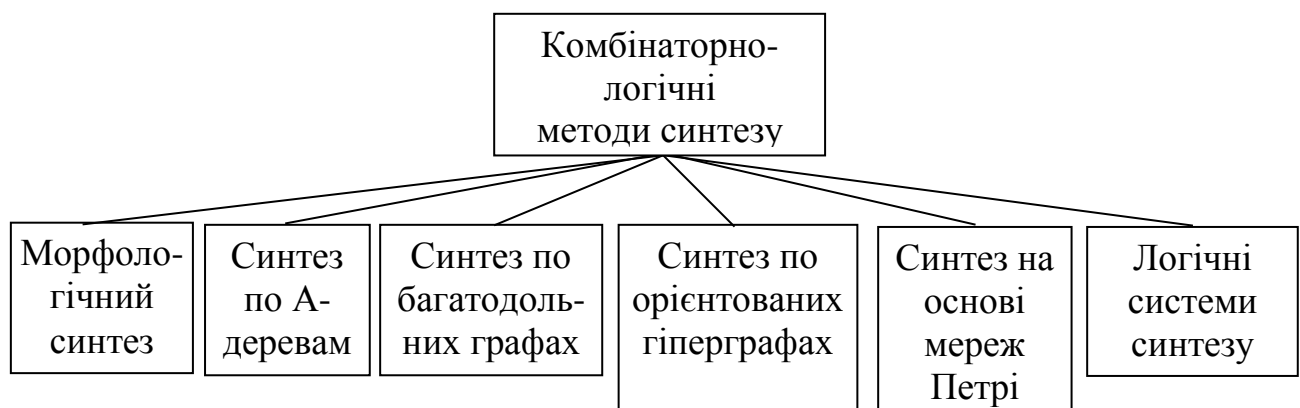 Комбінаторно-
логічні
методи синтезу
Морфоло-
гічний
синтез
Синтез
по А-
деревам
Синтез по
багатодоль-
них графах
Синтез по
орієнтованих
гіперграфах
Синтез на
основі
мереж
Петрі
Логічні
системи
синтезу